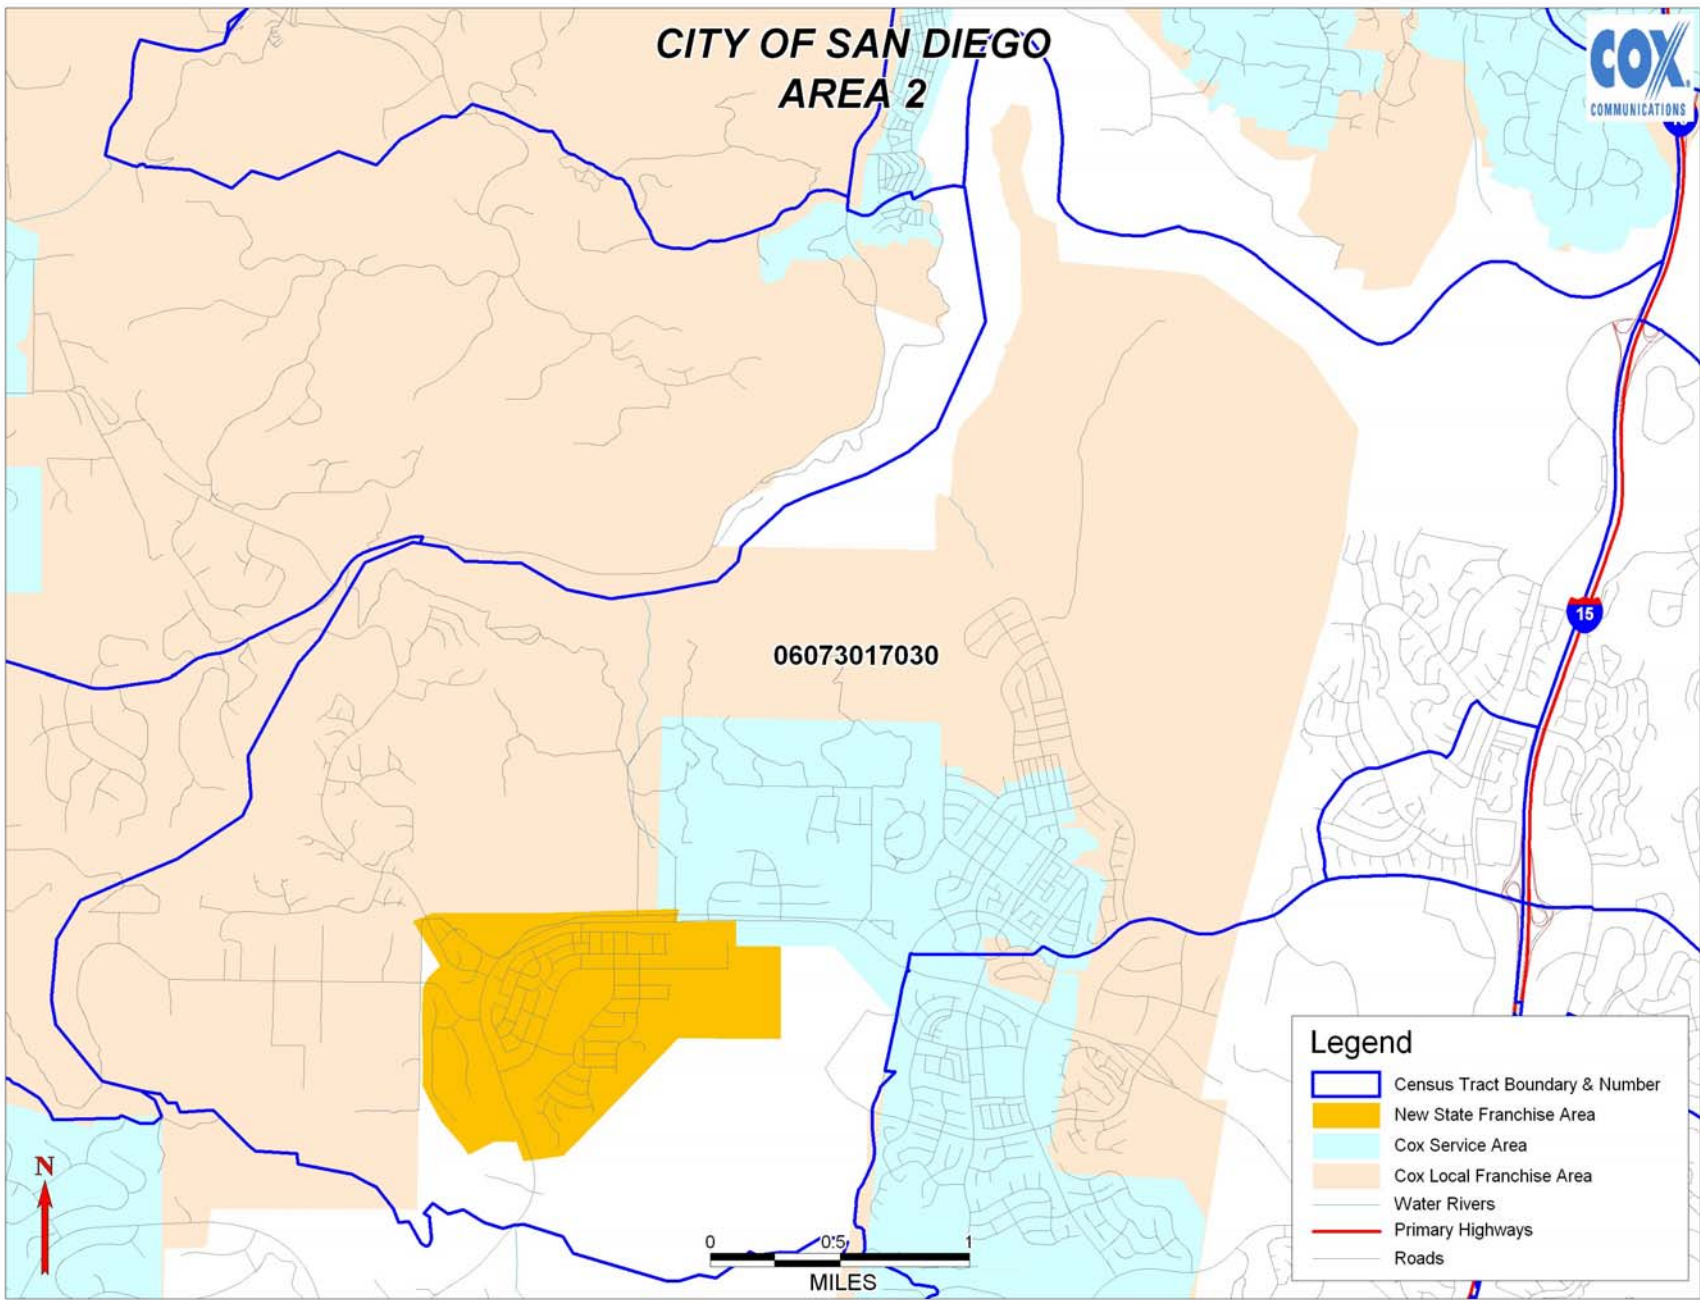 CITY OF SAN DIEGO
AREA 2
COX
COMMUNICATIONS
15
06073017030
N
0 0.5 1
MILES
Legend
Census Tract Boundary & Number
New State Franchise Area
Cox Service Area
Cox Local Franchise Area
Water Rivers
Primary Highways
Roads